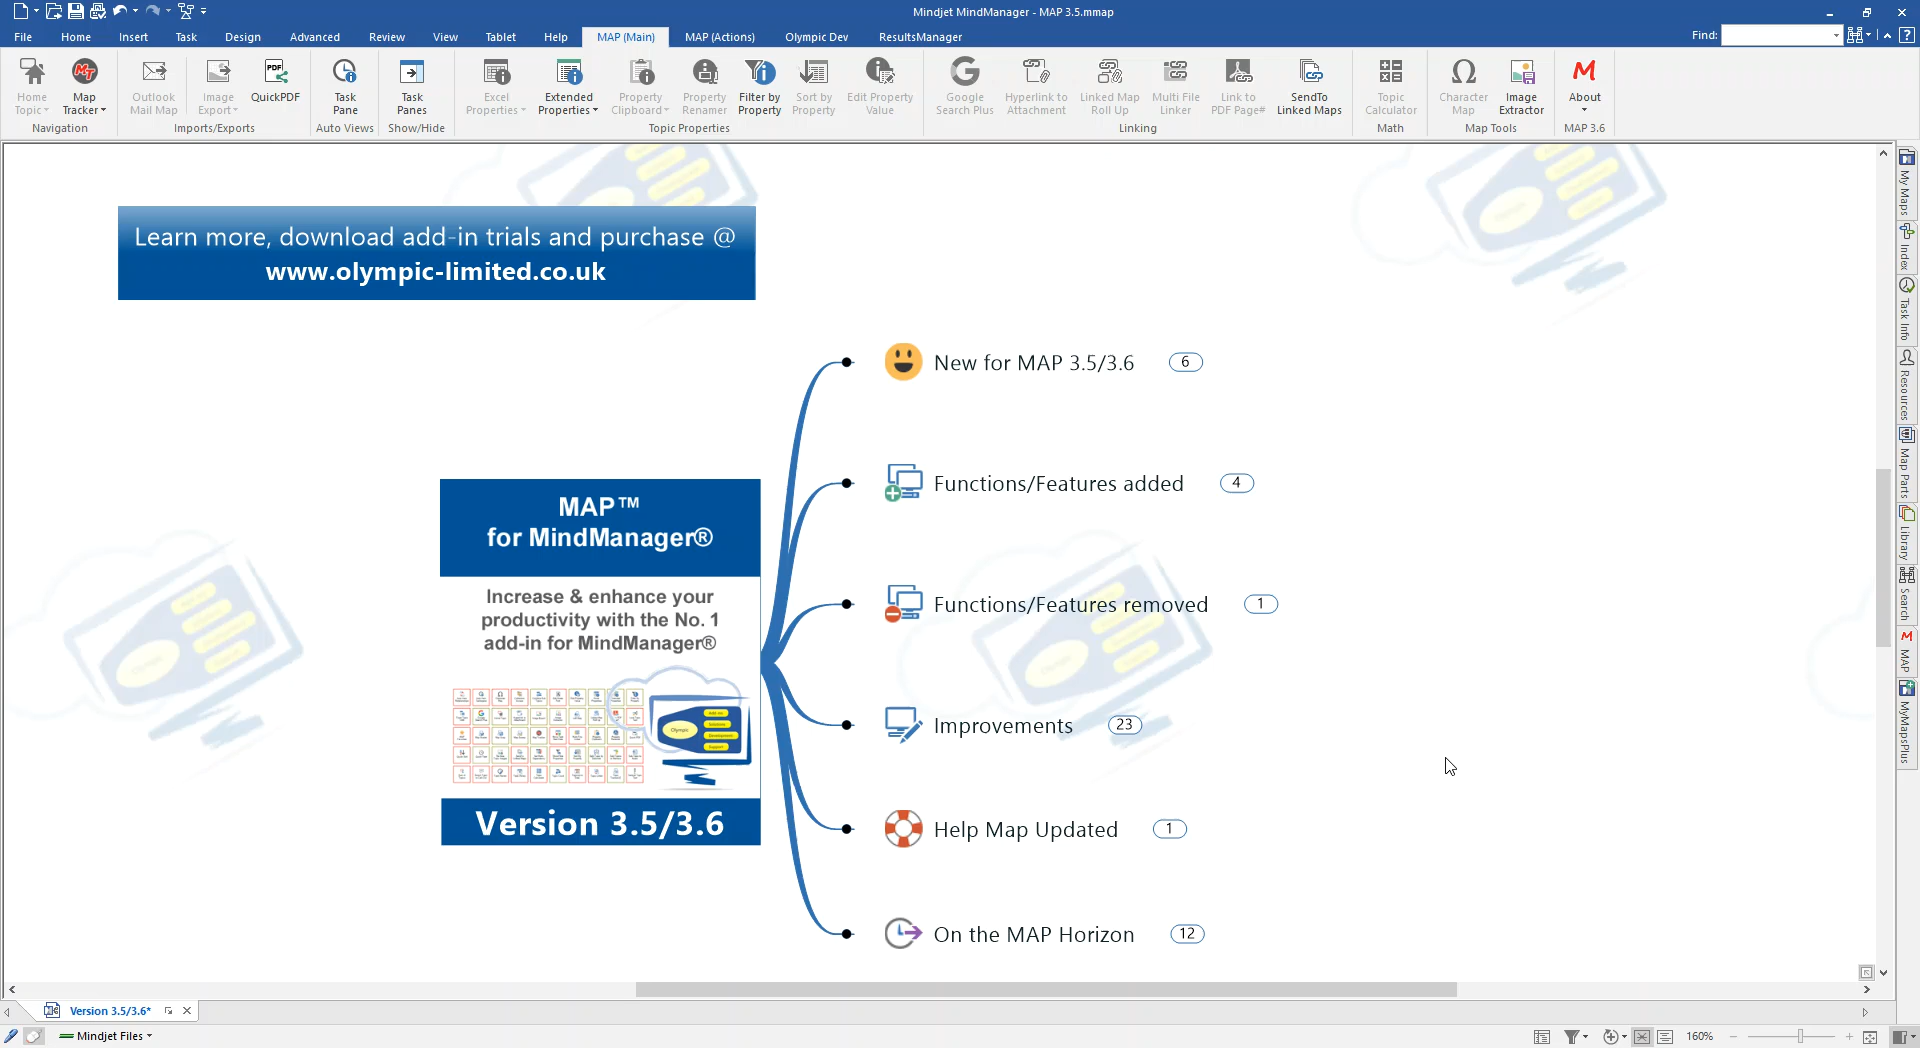 Mindjet MindManager - MAP 3.5.mmap
File Home Insert Task Design Advanced Review View Tablet Help MAP (Main) MAP (Actions) Olympic Dev ResultsManager Find:
Home Topic
Map Tracker
Navigation
Outlook Mail Map
Image Export
QuickPDF
Imports/Exports
Task Pane
Auto Views
Task Panes
Show/Hide
Excel Properties
Extended Properties
Property Clipboard
Property Renamer
Filter by Property
Sort by Property
Edit Property Value
Topic Properties
Google Search Plus
Hyperlink to Attachment
Linked Map Roll Up
Multi File Linker
Link to PDF Page#
SendTo Linked Maps
Linking
Topic Calculator
Math
Character Map
Image Extractor
Map Tools
About
MAP 3.6
Learn more, download add-in trials and purchase @
www.olympic-limited.co.uk
MAP™
for MindManager®
Increase & enhance your
productivity with the No. 1
add-in for MindManager®
Olympic
Version 3.5/3.6
New for MAP 3.5/3.6 6
Functions/Features added 4
Functions/Features removed 1
Improvements 23
Help Map Updated 1
On the MAP Horizon 12
My Maps
Index
Task Info
Resources
Map Parts
Library
Search
MAP
MyMapsPlus
Version 3.5/3.6*
Mindjet Files
160%